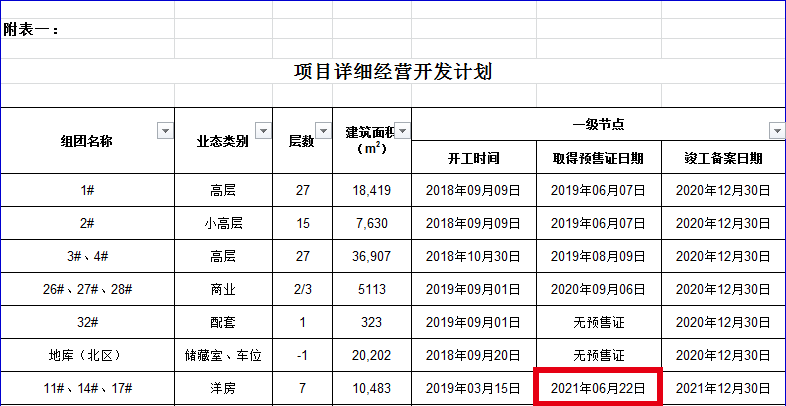 附表一：
项目详细经营开发计划
组团名称 业态类别 层数 建筑面积（m²） 一级节点
开工时间 取得预售证日期 竣工备案日期
1# 高层 27 18,419 2018年09月09日 2019年06月07日 2020年12月30日
2# 小高层 15 7,630 2018年09月09日 2019年06月07日 2020年12月30日
3#、4# 高层 27 36,907 2018年10月30日 2019年08月09日 2020年12月30日
26#、27#、28# 商业 2/3 5113 2019年09月01日 2020年09月06日 2020年12月30日
32# 配套 1 323 2019年09月01日 无预售证 2020年12月30日
地库（北区） 储藏室、车位 -1 20,202 2018年09月20日 无预售证 2020年12月30日
11#、14#、17# 洋房 7 10,483 2019年03月15日 2021年06月22日 2021年12月30日